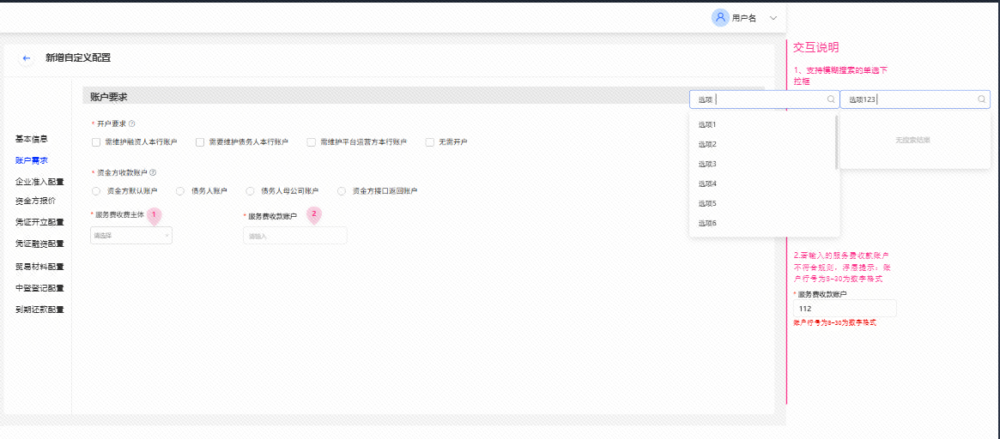 用户名
新增自定义配置
基本信息
账户需求
企业准入配置
资金方报价
凭证开立配置
凭证融资配置
贸易材料配置
中登登记配置
到期还款配置
账户要求
* 开户要求
需维护融资人本行账户 需要维护债务人本行账户 需维护平台运营方本行账户 无需开户
* 资金方收款账户
资金方默认账户 债务人账户 债务人母公司账户 资金方接口返回账户
* 服务费收费主体 1 * 服务费收款账户 2
请选择 请输入
交互说明
1、支持模糊搜索的单选下
拉框
选项 选项123
选项1
选项2
选项3
选项4
选项5
选项6
无搜索结果
2.若输入的服务费收款账户
不符合规则，浮层提示：账
户行号为8-30为数字格式
* 服务费收款账户
112
账户行号为8-30为数字格式